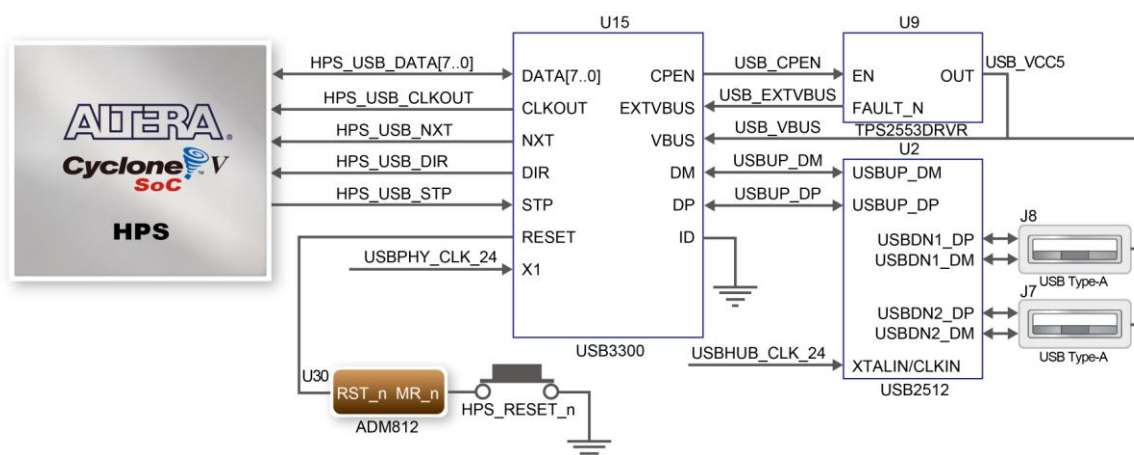 U15
U9
HPS_USB_DATA[7..0]
DATA[7..0]
CPEN
USB_CPEN
EN
OUT
USB_VCC5
ALTERA®
HPS_USB_CLKOUT
CLKOUT
EXTVBUS
USB_EXTVBUS
FAULT_N
HPS_USB_NXT
NXT
VBUS
USB_VBUS
TPS2553DRVR
Cyclone V
SoC
U2
HPS_USB_DIR
DIR
DM
USBUP_DM
USBUP_DM
HPS_USB_STP
STP
DP
USBUP_DP
USBUP_DP
HPS
RESET
ID
USBDN1_DP
J8
USBPHY_CLK_24
X1
USBDN1_DM
USB Type-A
J7
USBDN2_DP
USBDN2_DM
USB3300
USBHUB_CLK_24
XTALIN/CLKIN
USB Type-A
U30
USB2512
RST_n MR_n
HPS_RESET_n
ADM812